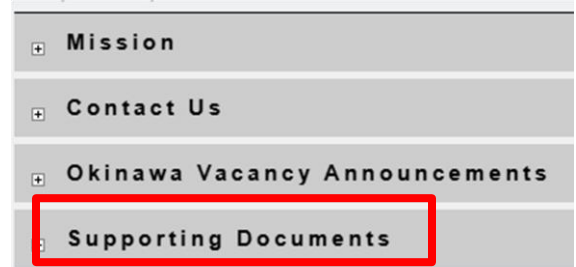 Mission
Contact Us
Okinawa Vacancy Announcements
Supporting Documents